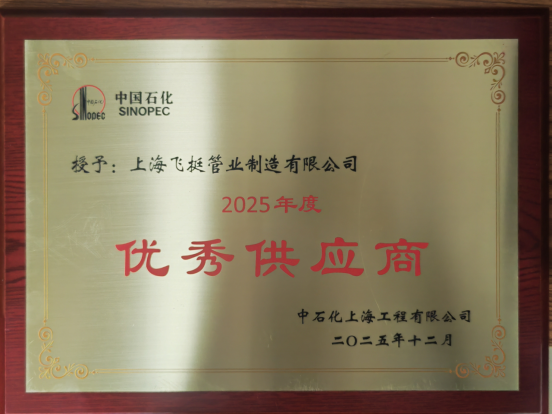 中国石化
SINOPEC
SINOPEC
授予：上海飞挺管业制造有限公司
2025年度
优秀供应商
中石化上海工程有限公司
二〇二五年十二月